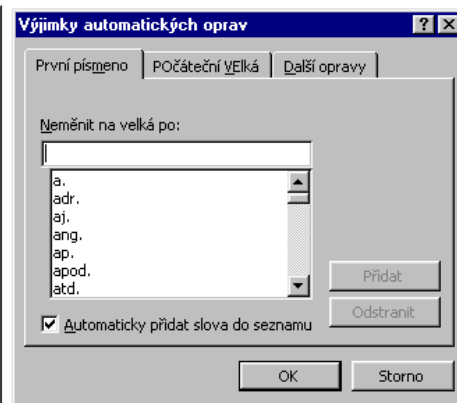 Výjimky automatických oprav
První písmeno POčáteční VElká Další opravy
Neměnit na velká po:
a.
adr.
aj.
ang.
ap.
apod.
atd.
Přidat
Odstranit
Automaticky přidat slova do seznamu
OK Storno